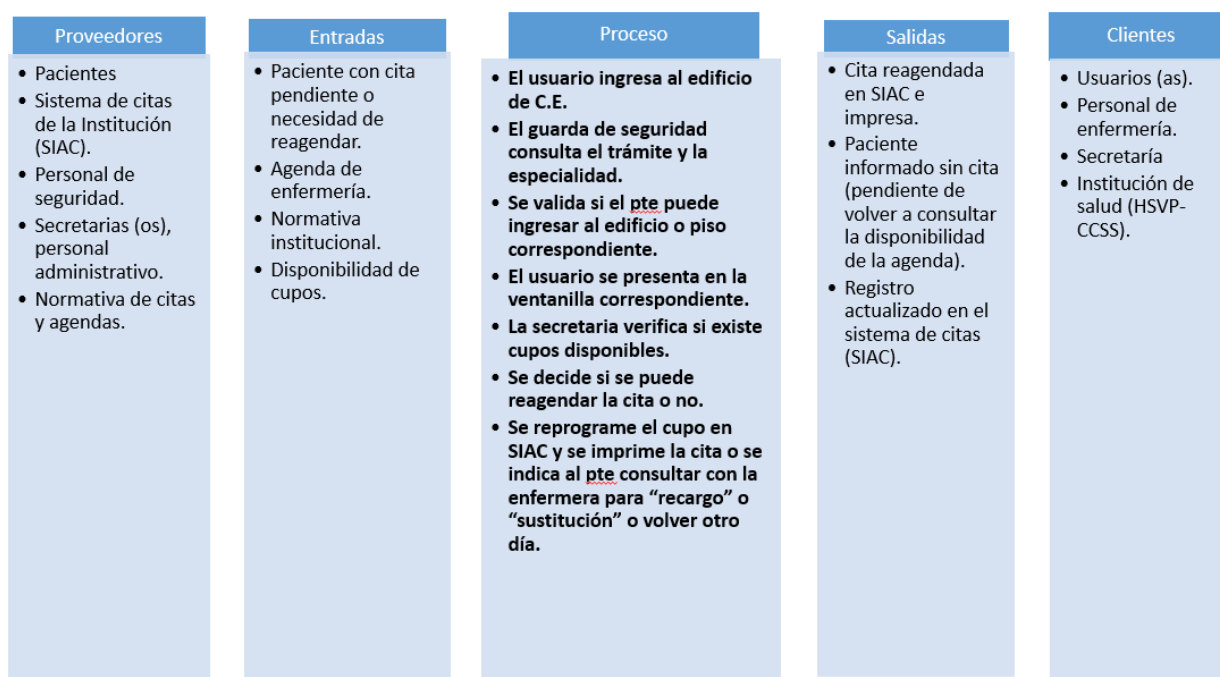 Proveedores
• Pacientes
• Sistema de citas
de la Institución
(SIAC).
• Personal de
seguridad.
• Secretarias (os),
personal
administrativo.
• Normativa de citas
y agendas.
Entradas
• Paciente con cita
pendiente o
necesidad de
reagendar.
• Agenda de
enfermería.
• Normativa
institucional.
• Disponibilidad de
cupos.
Proceso
• El usuario ingresa al edificio
de C.E.
• El guarda de seguridad
consulta el trámite y la
especialidad.
• Se valida si el pte puede
ingresar al edificio o piso
correspondiente.
• El usuario se presenta en la
ventanilla correspondiente.
• La secretaria verifica si existe
cupos disponibles.
• Se decide si se puede
reagendar la cita o no.
• Se reprograme el cupo en
SIAC y se imprime la cita o se
indica al pte consultar con la
enfermera para “recargo” o
“sustitución” o volver otro
día.
Salidas
• Cita reagendada
en SIAC e
impresa.
• Paciente
informado sin cita
(pendiente de
volver a consultar
la disponibilidad
de la agenda).
• Registro
actualizado en el
sistema de citas
(SIAC).
Clientes
• Usuarios (as).
• Personal de
enfermería.
• Secretaría
• Institución de
salud (HSVP-
CCSS).